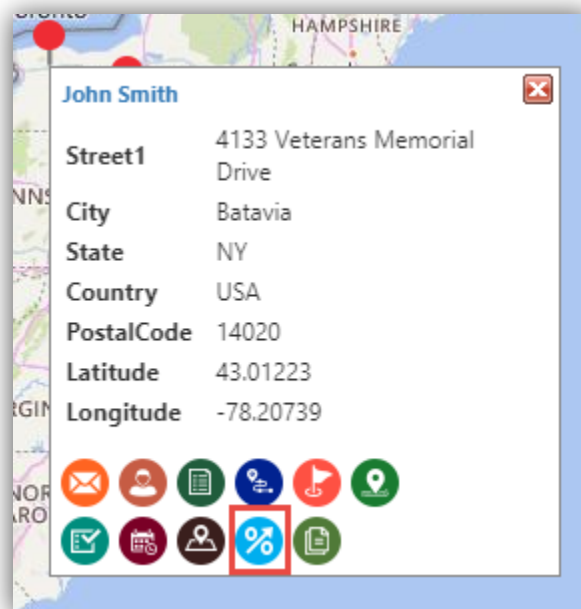 HAMPSHIRE
John Smith
Street1 4133 Veterans Memorial
Drive
City Batavia
State NY
Country USA
PostalCode 14020
Latitude 43.01223
Longitude -78.20739